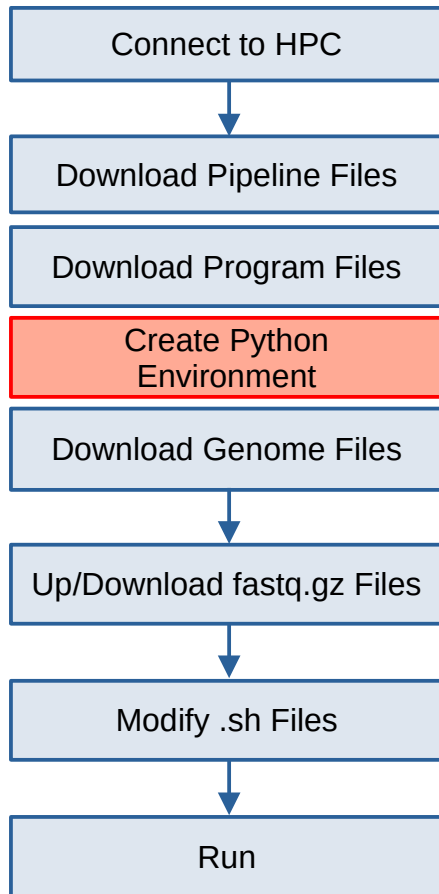 Connect to HPC
Download Pipeline Files
Download Program Files
Create Python
Environment
Download Genome Files
Up/Download fastq.gz Files
Modify .sh Files
Run